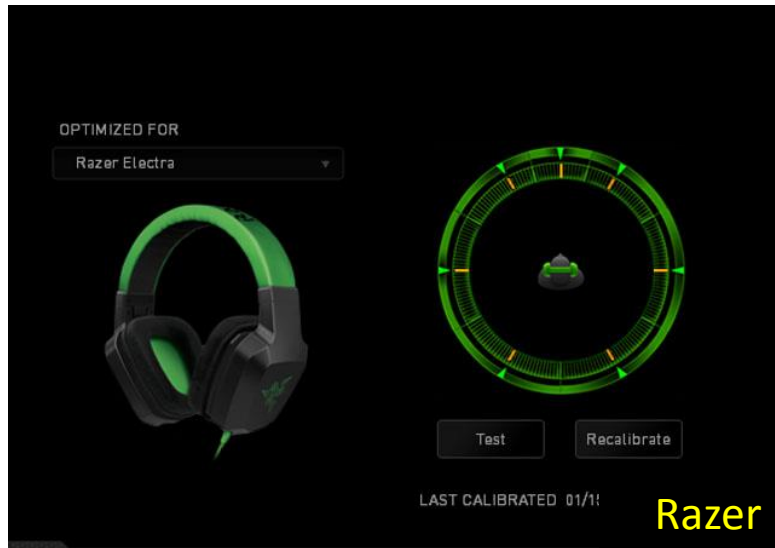 OPTIMIZED FOR
Razer Electra
Test
Recalibrate
LAST CALIBRATED
Razer